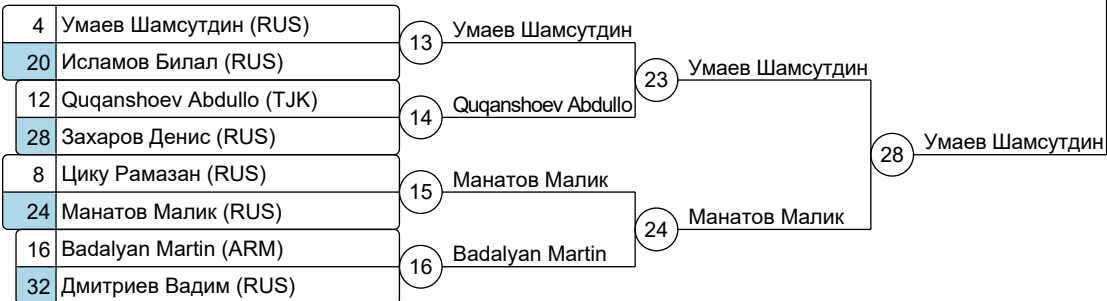 4 Умаев Шамсутдин (RUS)
20 Исламов Билал (RUS)
12 Quqanshoev Abdullo (TJK)
28 Захаров Денис (RUS)
8 Цику Рамазан (RUS)
24 Манатов Малик (RUS)
16 Badalyan Martin (ARM)
32 Дмитриев Вадим (RUS)
13 Умаев Шамсутдин
14 Quqanshoev Abdullo
15 Манатов Малик
16 Badalyan Martin
23 Умаев Шамсутдин
24 Манатов Малик
28 Умаев Шамсутдин